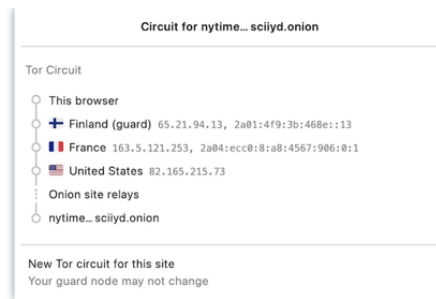 Circuit for nytime... sciiyd.onion
Tor Circuit
This browser
Finland (guard) 65.21.94.13, 2a01:4f9:3b:468e::13
France 163.5.121.253, 2a04:ecc0:8:a8:4567:906:0:1
United States 82.165.215.73
Onion site relays
nytime... sciiyd.onion
New Tor circuit for this site
Your guard node may not change